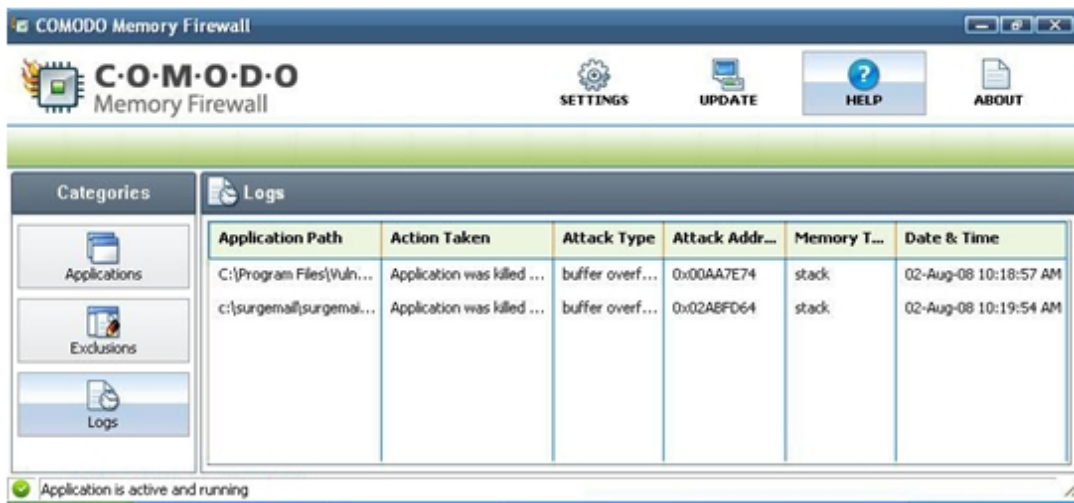 COMODO Memory Firewall
C·O·M·O·D·O
Memory Firewall
SETTINGS
UPDATE
HELP
ABOUT
Categories
Logs
Applications
Exclusions
Logs
Application Path Action Taken Attack Type Attack Addr... Memory T... Date & Time
C:\Program Files\Vuln... Application was killed ... buffer overf... 0x00AA7E74 stack 02-Aug-08 10:18:57 AM
c:\surgemail\surgemai... Application was killed ... buffer overf... 0x02ABFD64 stack 02-Aug-08 10:19:54 AM
Application is active and running